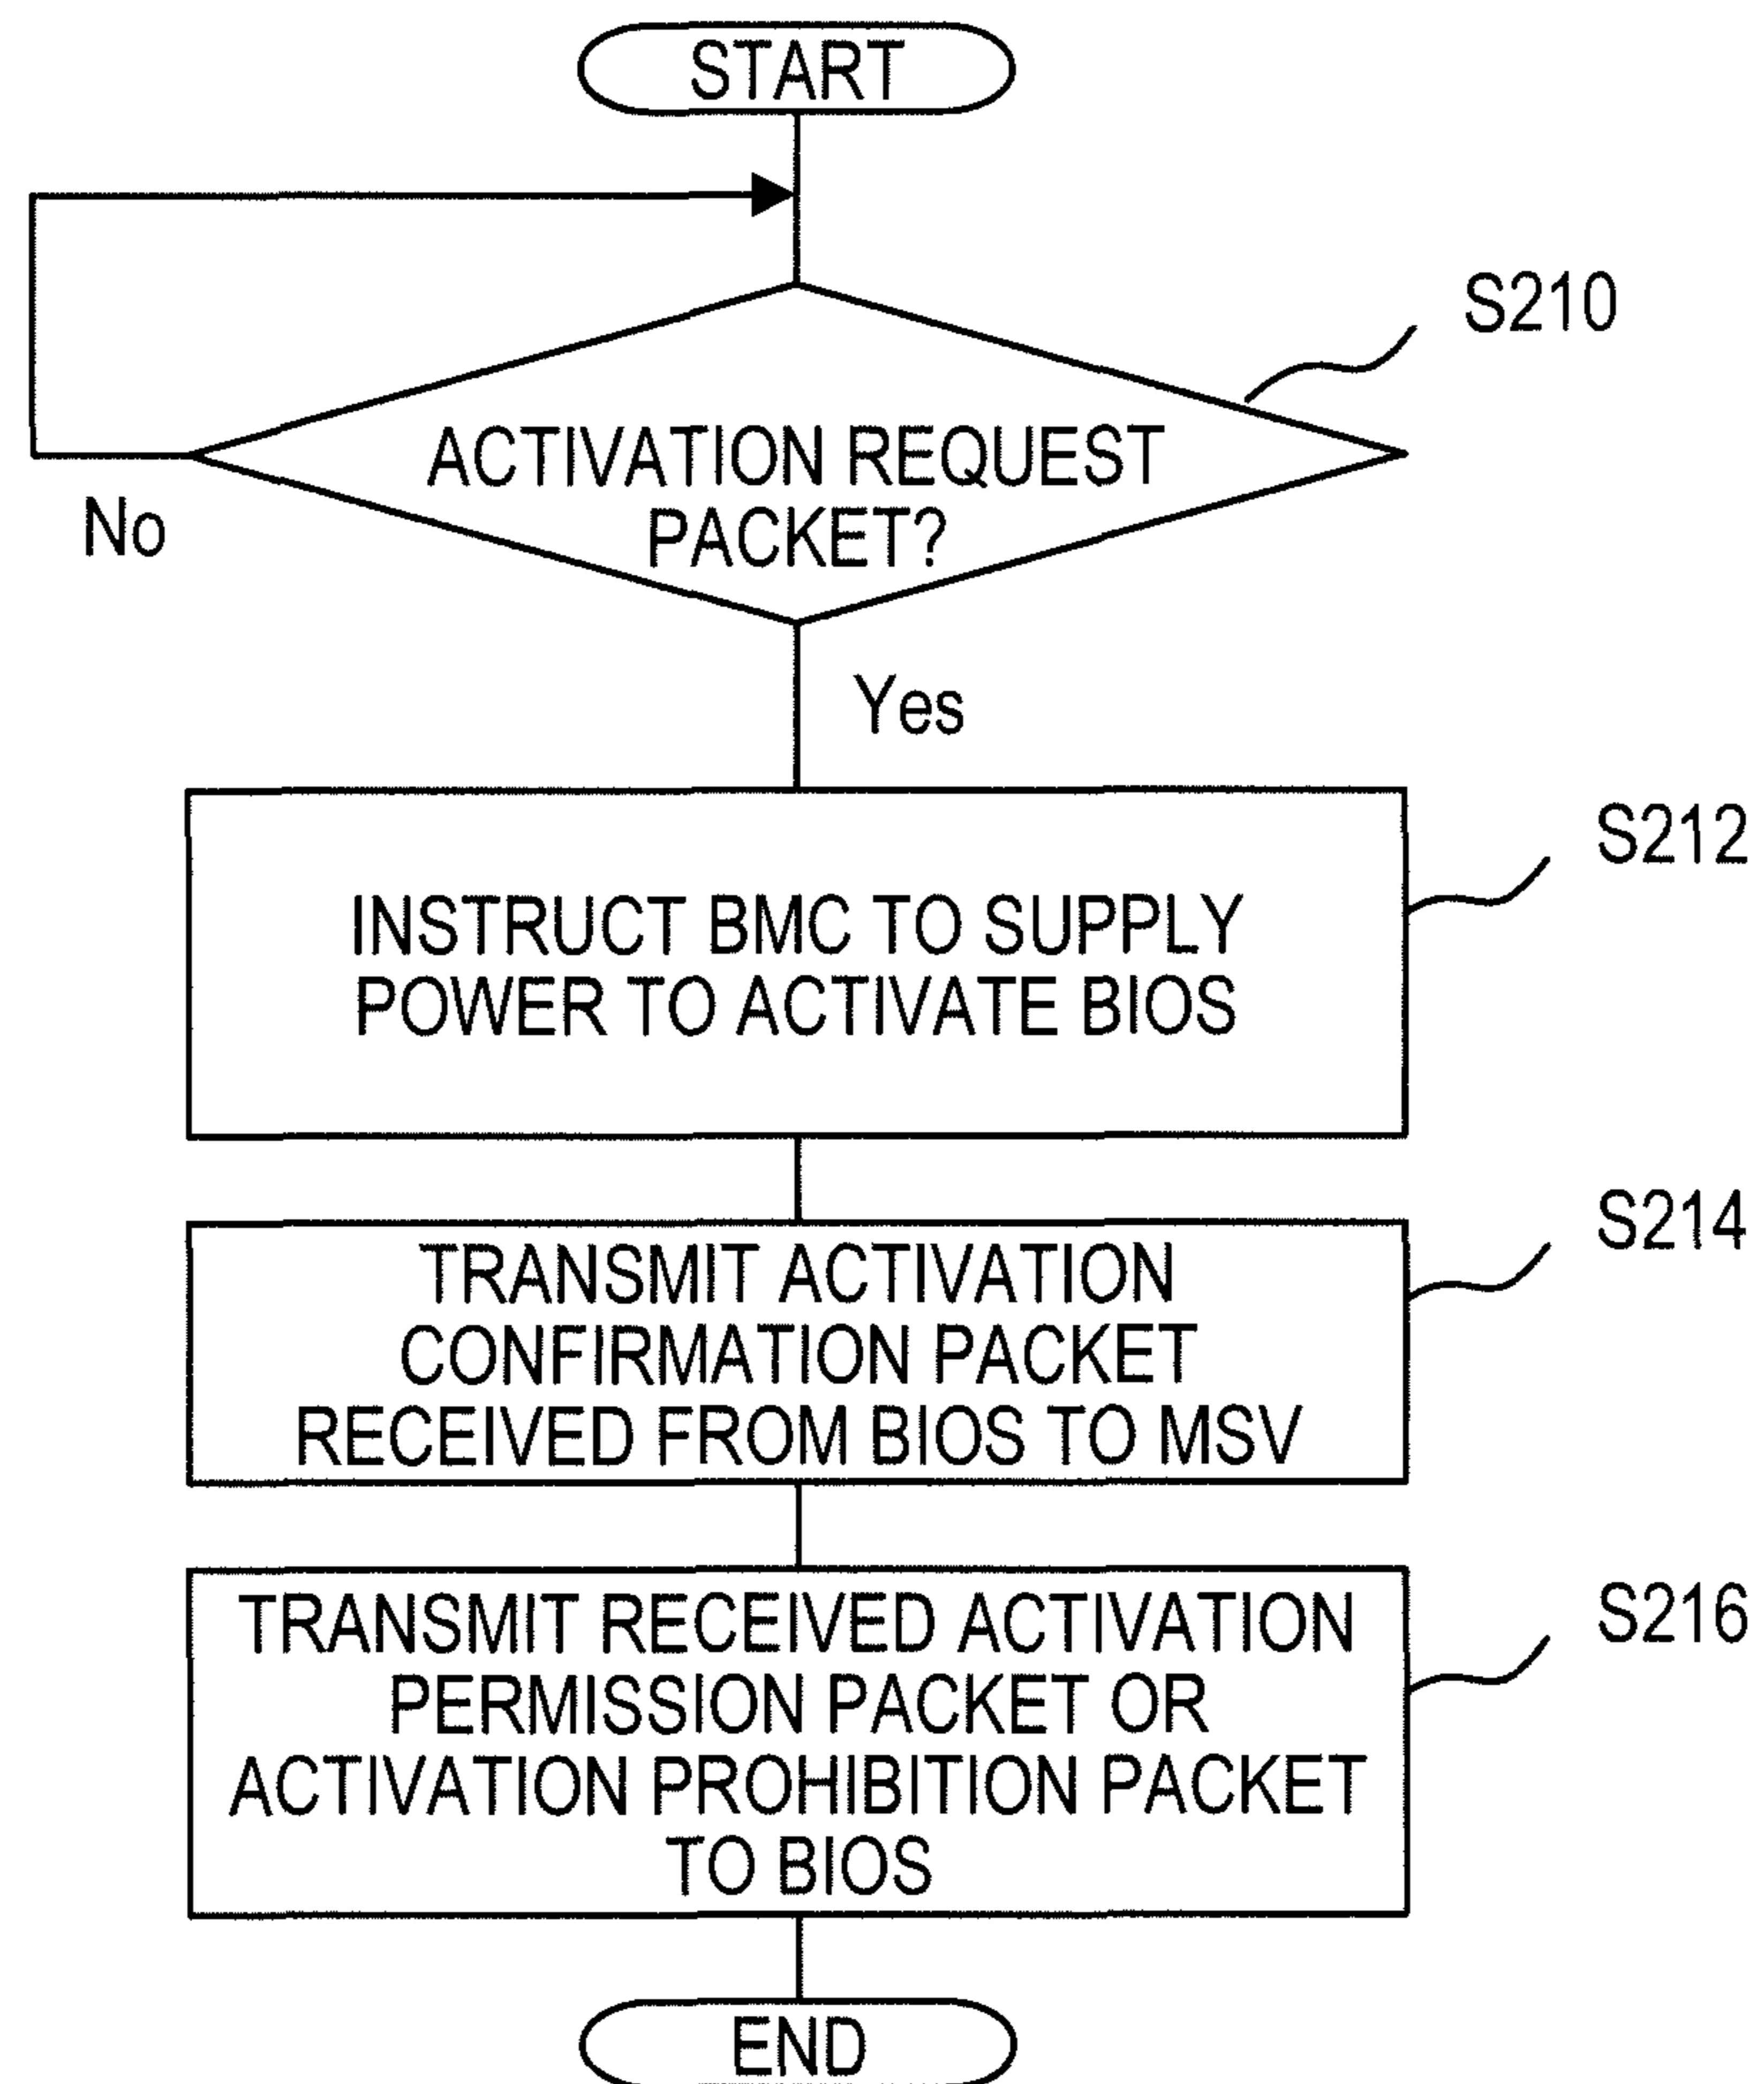 START
S210
ACTIVATION REQUEST
PACKET?
No
Yes
S212
INSTRUCT BMC TO SUPPLY
POWER TO ACTIVATE BIOS
S214
TRANSMIT ACTIVATION
CONFIRMATION PACKET
RECEIVED FROM BIOS TO MSV
S216
TRANSMIT RECEIVED ACTIVATION
PERMISSION PACKET OR
ACTIVATION PROHIBITION PACKET
TO BIOS
END